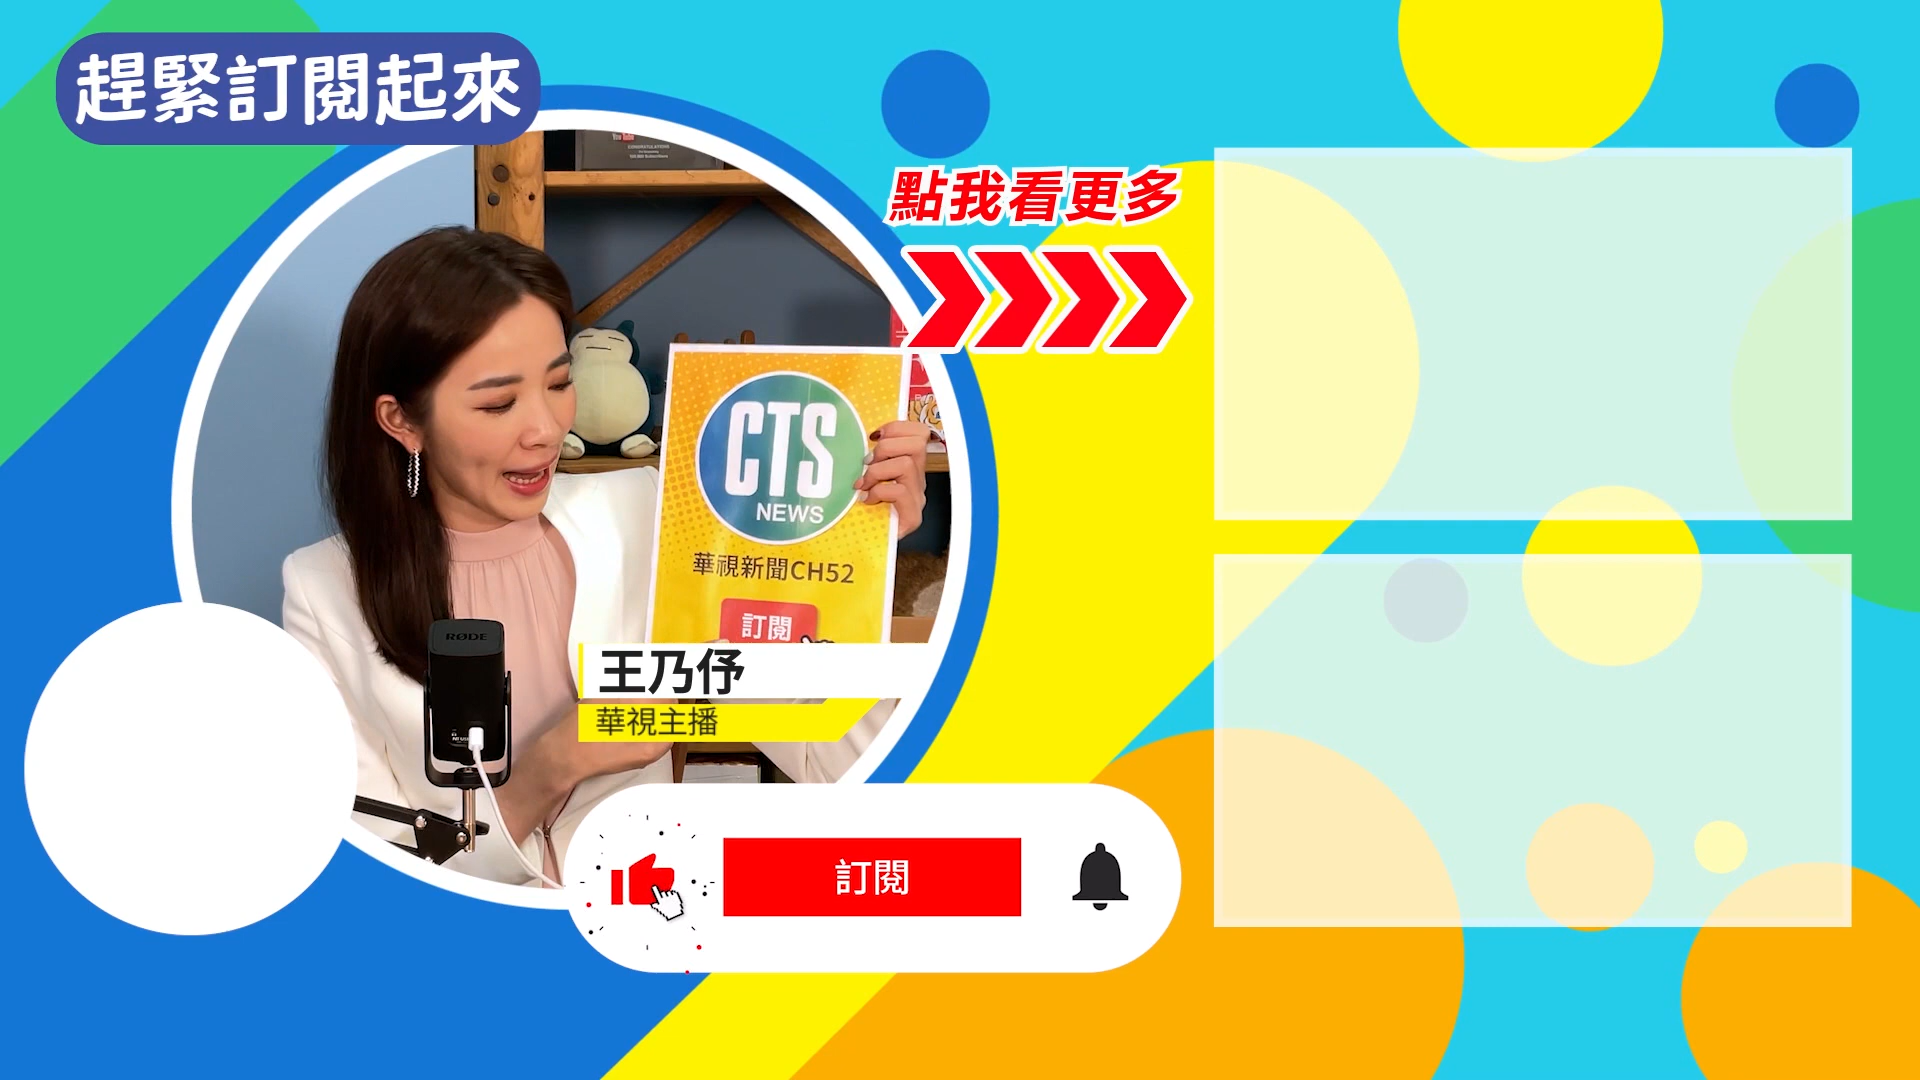 趕緊訂閱起來
CONGRATULATIONS
點我看更多
CTS
NEWS
華視新聞CH52
訂閱
RØDE
王乃伃
華視主播
訂閱